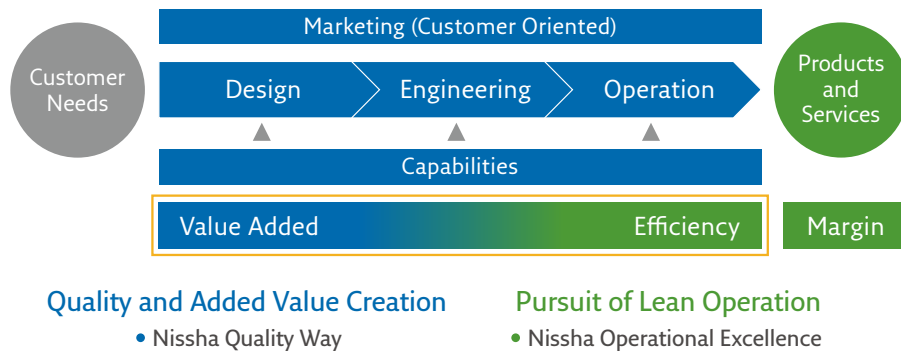 Marketing (Customer Oriented)
Customer
Needs
Design
Engineering
Operation
Products
and
Services
Capabilities
Value Added
Efficiency
Margin
Quality and Added Value Creation
• Nissha Quality Way
Pursuit of Lean Operation
• Nissha Operational Excellence